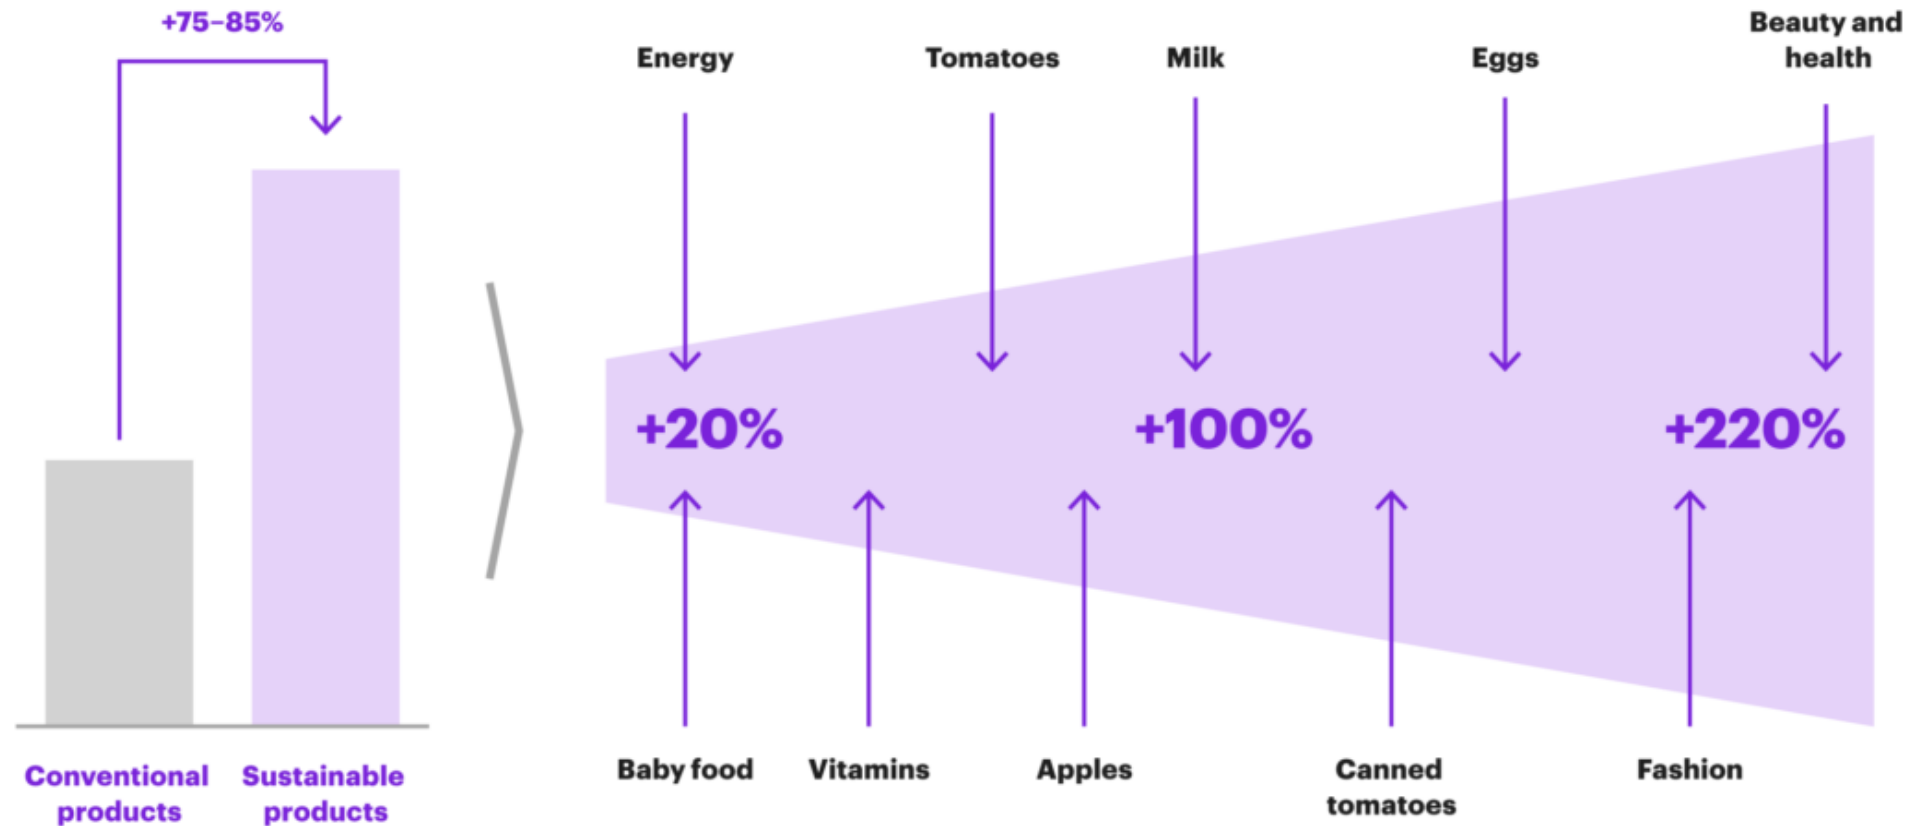 +75–85%
Conventional
products
Sustainable
products
Energy
Tomatoes
Milk
Eggs
Beauty and
health
+20%
+100%
+220%
Baby food
Vitamins
Apples
Canned
tomatoes
Fashion